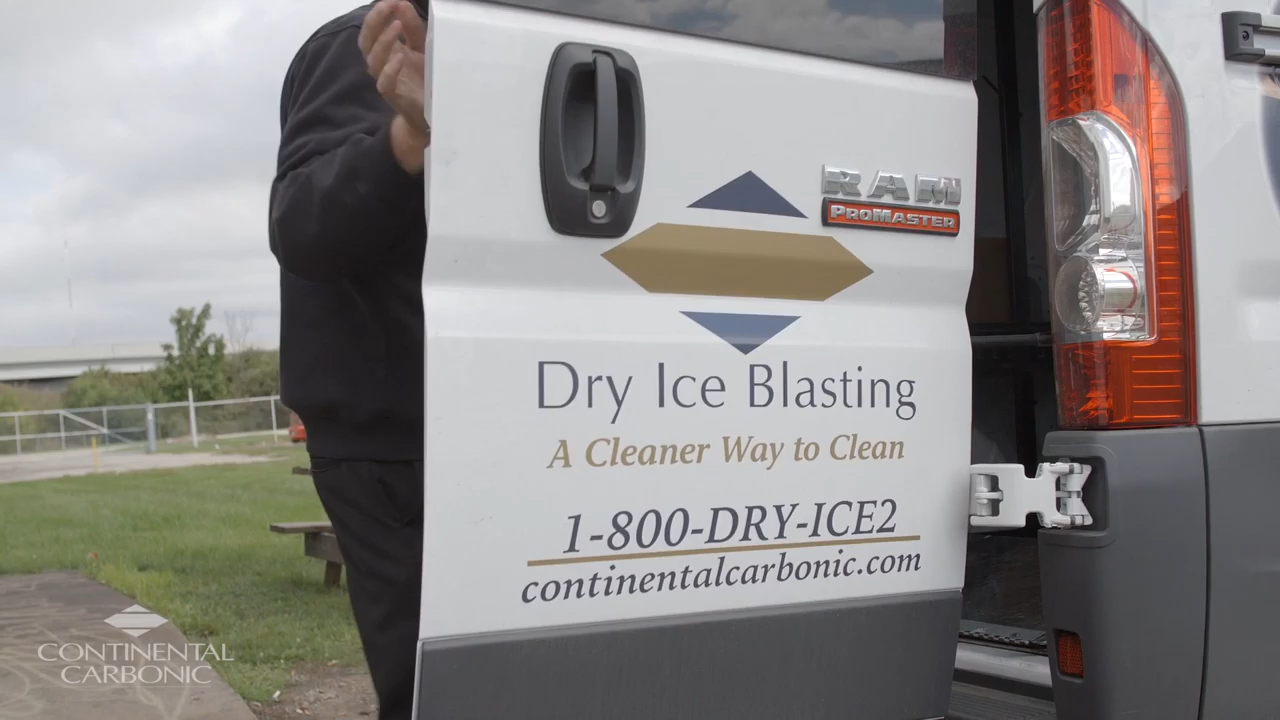 RAM
PROMASTER
Dry Ice Blasting
A Cleaner Way to Clean
1-800-DRY-ICE2
continentalcarbonic.com
CONTINENTAL
CARBONIC